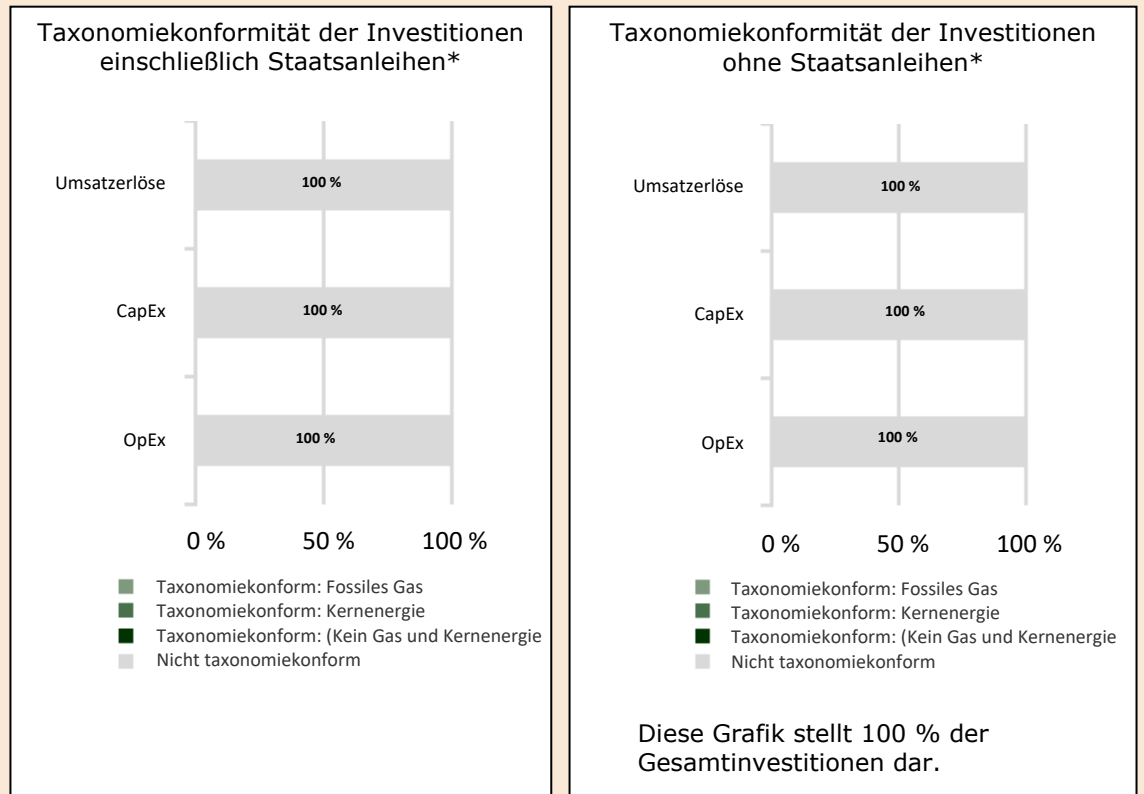 Taxonomiekonformität der Investitionen
einschließlich Staatsanleihen*
Umsatzerlöse
100 %
CapEx
100 %
OpEx
100 %
0 % 50 % 100 %
Taxonomiekonform: Fossiles Gas
Taxonomiekonform: Kernenergie
Taxonomiekonform: (Kein Gas und Kernenergie
Nicht taxonomiekonform
Taxonomiekonformität der Investitionen
ohne Staatsanleihen*
Umsatzerlöse
100 %
CapEx
100 %
OpEx
100 %
0 % 50 % 100 %
Taxonomiekonform: Fossiles Gas
Taxonomiekonform: Kernenergie
Taxonomiekonform: (Kein Gas und Kernenergie
Nicht taxonomiekonform
Diese Grafik stellt 100 % der
Gesamtinvestitionen dar.